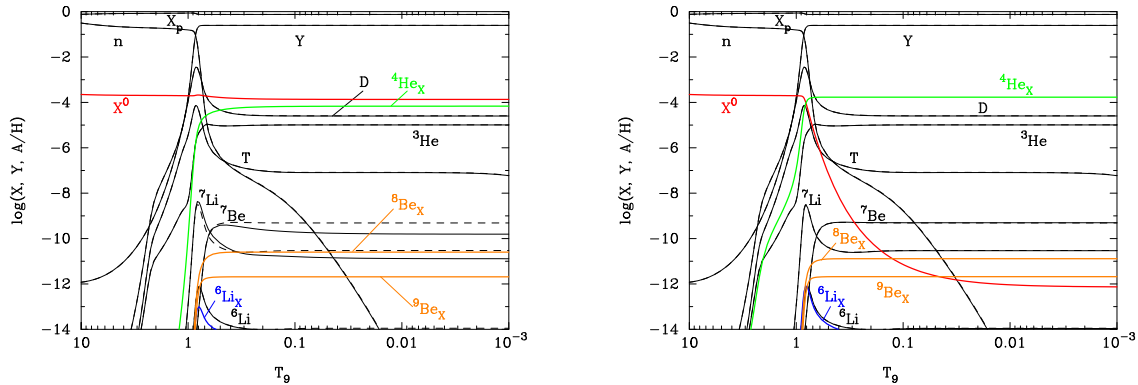 0
−2
−4
−6
−8
−10
−12
−14
log(X, Y, A/H)
10
1
0.1
0.01
10⁻³
T₉
Xₚ
n
Y
D
⁴Heₓ
X⁰
³He
T
⁷Li
⁷Be
⁸Beₓ
⁹Beₓ
⁶Liₓ
⁶Li
0
−2
−4
−6
−8
−10
−12
−14
log(X, Y, A/H)
10
1
0.1
0.01
10⁻³
T₉
Xₚ
n
Y
⁴Heₓ
X⁰
D
³He
T
⁷Li
⁷Be
⁸Beₓ
⁹Beₓ
⁶Liₓ
⁶Li